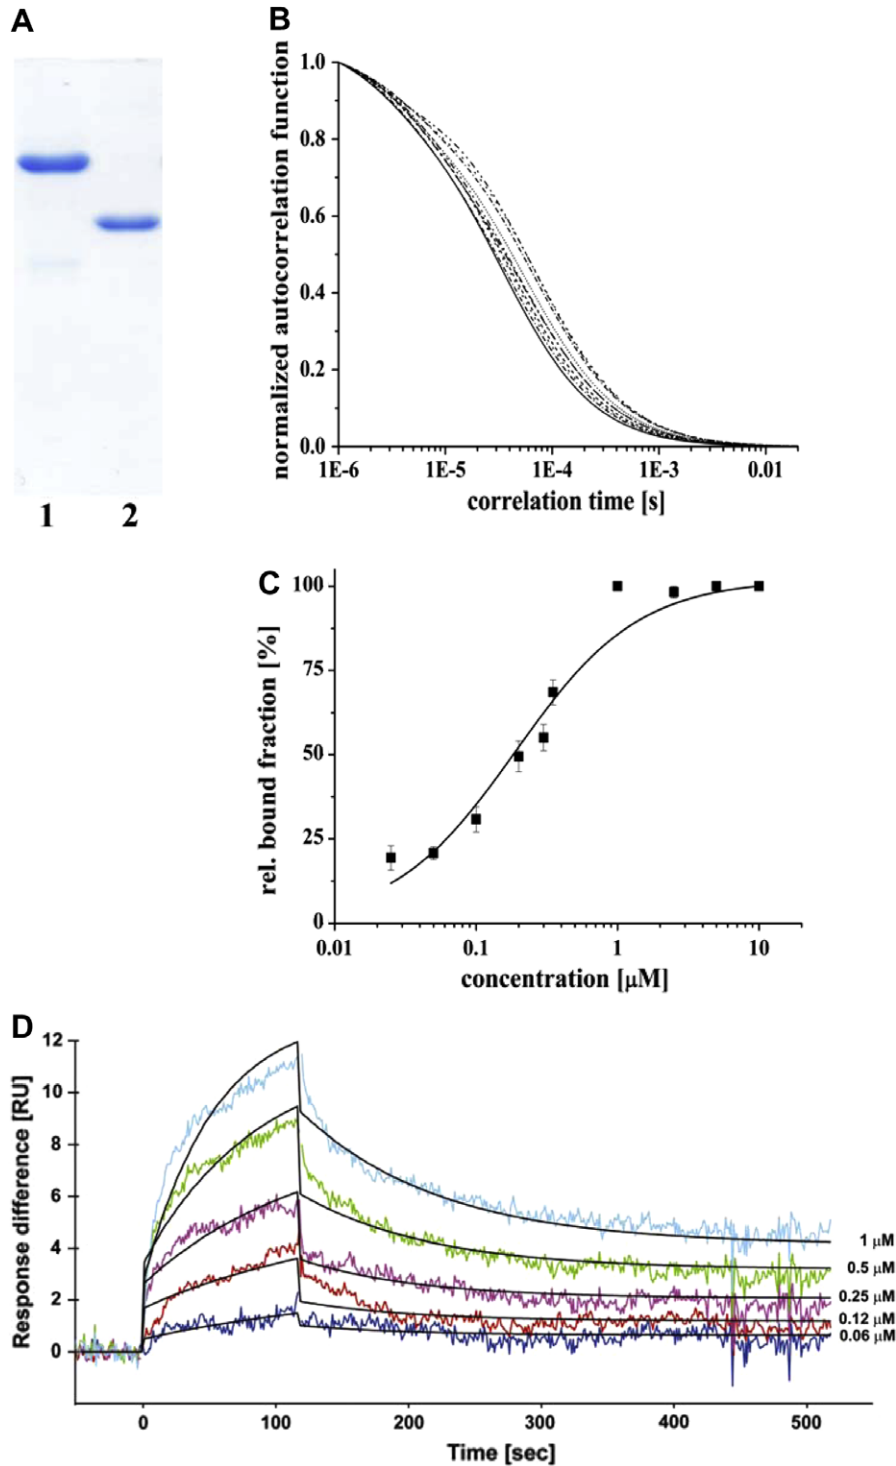 A
B
1
2
normalized autocorrelation function
1.0
0.8
0.6
0.4
0.2
0.0
1E-6
1E-5
1E-4
1E-3
0.01
correlation time [s]
C
rel. bound fraction [%]
100
75
50
25
0
0.01
0.1
1
10
concentration [µM]
D
Response difference [RU]
12
10
8
6
4
2
0
1 µM
0.5 µM
0.25 µM
0.12 µM
0.06 µM
0
100
200
300
400
500
Time [sec]